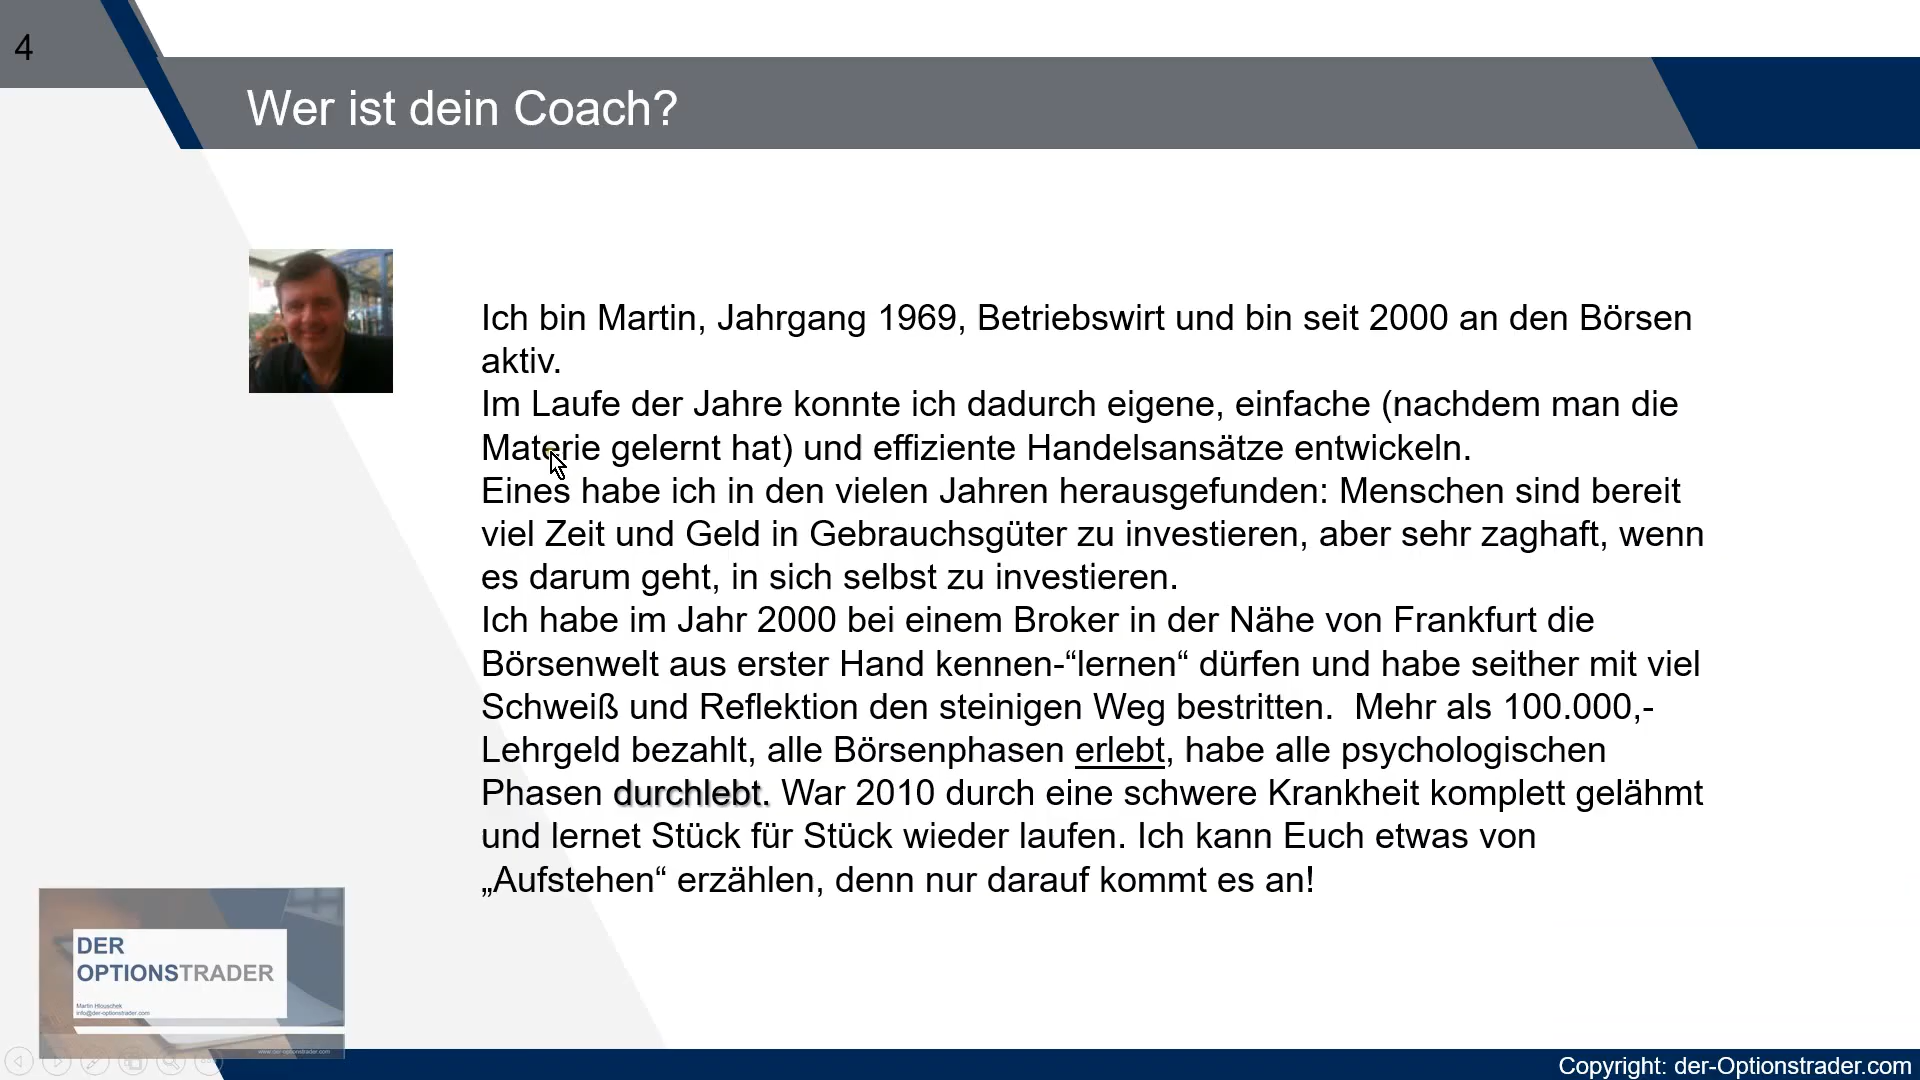 4
Wer ist dein Coach?
Ich bin Martin, Jahrgang 1969, Betriebswirt und bin seit 2000 an den Börsen
aktiv.
Im Laufe der Jahre konnte ich dadurch eigene, einfache (nachdem man die
Materie gelernt hat) und effiziente Handelsansätze entwickeln.
Eines habe ich in den vielen Jahren herausgefunden: Menschen sind bereit
viel Zeit und Geld in Gebrauchsgüter zu investieren, aber sehr zaghaft, wenn
es darum geht, in sich selbst zu investieren.
Ich habe im Jahr 2000 bei einem Broker in der Nähe von Frankfurt die
Börsenwelt aus erster Hand kennen-“lernen“ dürfen und habe seither mit viel
Schweiß und Reflektion den steinigen Weg bestritten.  Mehr als 100.000,-
Lehrgeld bezahlt, alle Börsenphasen erlebt, habe alle psychologischen
Phasen durchlebt. War 2010 durch eine schwere Krankheit komplett gelähmt
und lernet Stück für Stück wieder laufen. Ich kann Euch etwas von
„Aufstehen“ erzählen, denn nur darauf kommt es an!
DER
OPTIONSTRADER
Martin Hlouschek
info@der-optionstrader.com
www.der-optionstrader.com
Copyright: der-Optionstrader.com